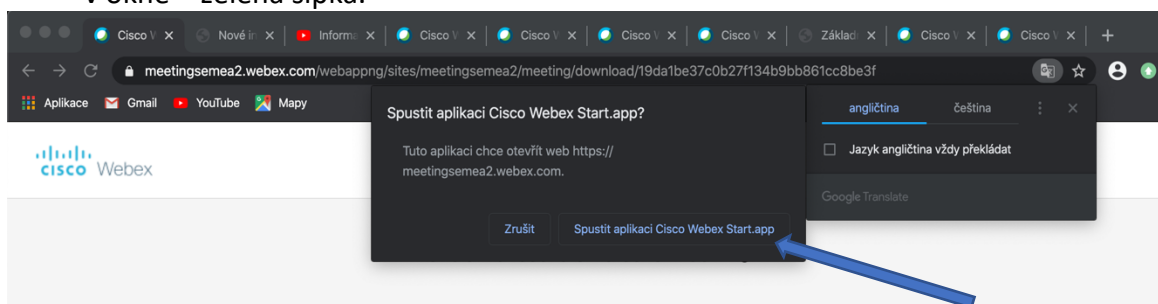 v okně – zelená šipka.
Cisco V Nové in Informa Cisco V Cisco V Cisco V Cisco V Základ Cisco V Cisco V
meetingsemea2.webex.com/webappng/sites/meetingsemea2/meeting/download/19da1be37c0b27f134b9bb861cc8be3f
Aplikace Gmail YouTube Mapy
Spustit aplikaci Cisco Webex Start.app?
Tuto aplikaci chce otevřít web https://
meetingsemea2.webex.com.
Zrušit Spustit aplikaci Cisco Webex Start.app
angličtina čeština
Jazyk angličtina vždy překládat
Google Translate
CISCO Webex